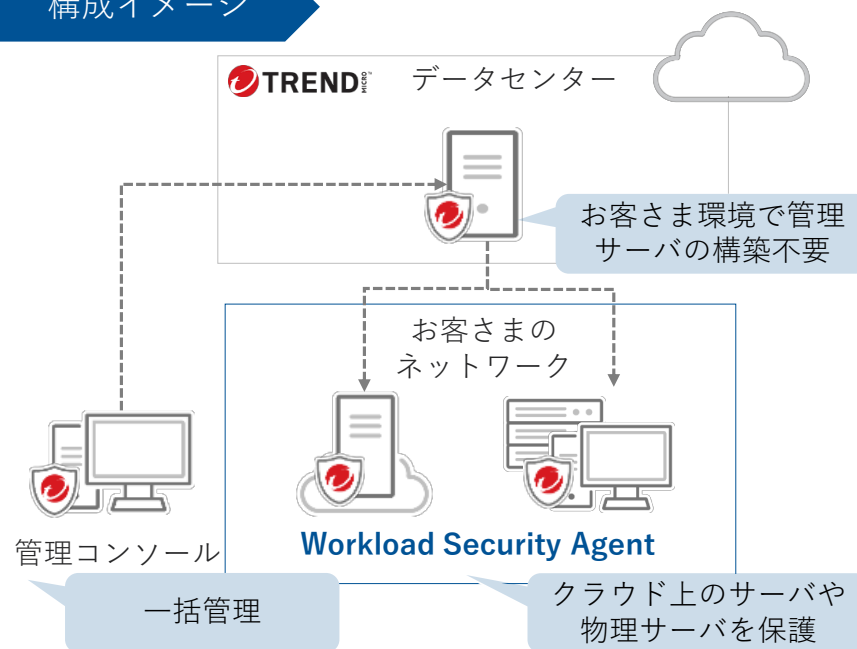 構成イメージ
TREND MICRO
データセンター
お客さま環境で管理
サーバの構築不要
お客さまの
ネットワーク
Workload Security Agent
管理コンソール
一括管理
クラウド上のサーバや
物理サーバを保護